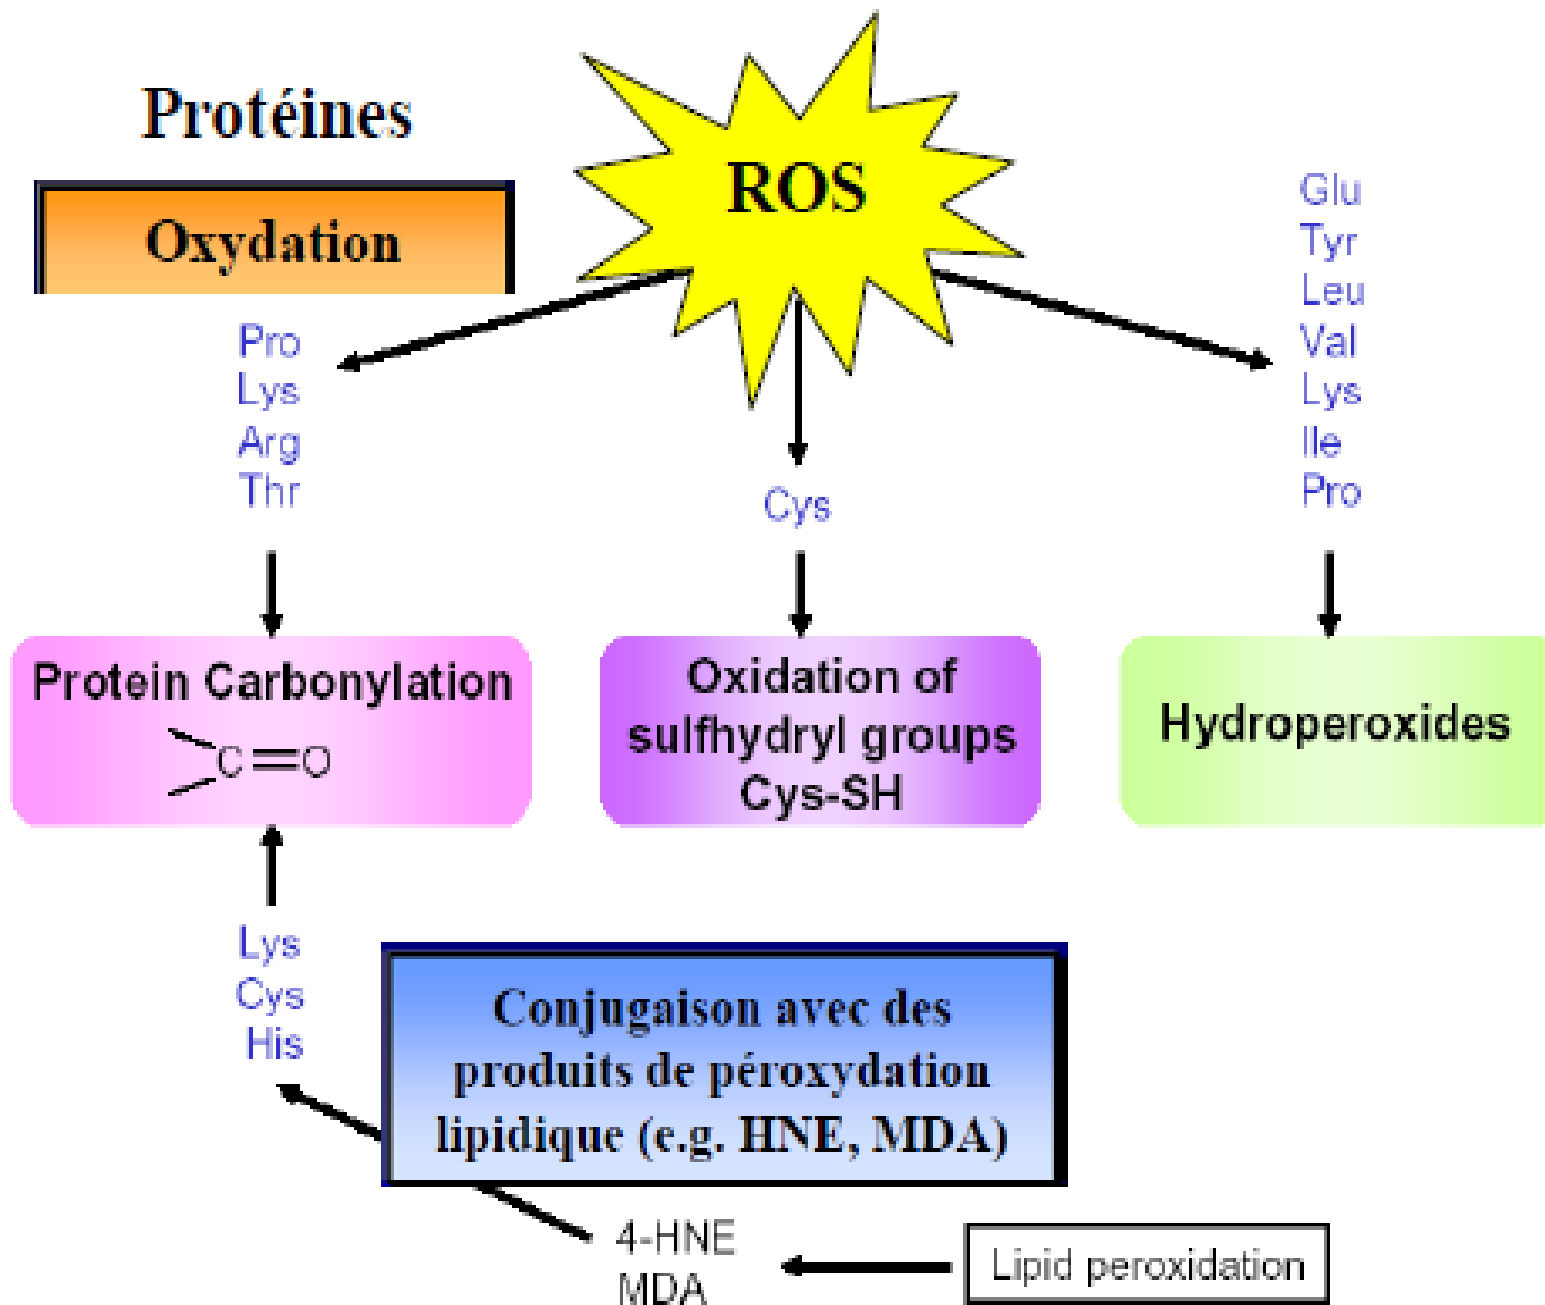 Protéines
Oxydation
ROS
Pro
Lys
Arg
Thr
Cys
Glu
Tyr
Leu
Val
Lys
Ile
Pro
Protein Carbonylation
C=O
Oxidation of
sulfhydryl groups
Cys-SH
Hydroperoxides
Lys
Cys
His
Conjugaison avec des
produits de péroxydation
lipidique (e.g. HNE, MDA)
4-HNE
MDA
Lipid peroxidation